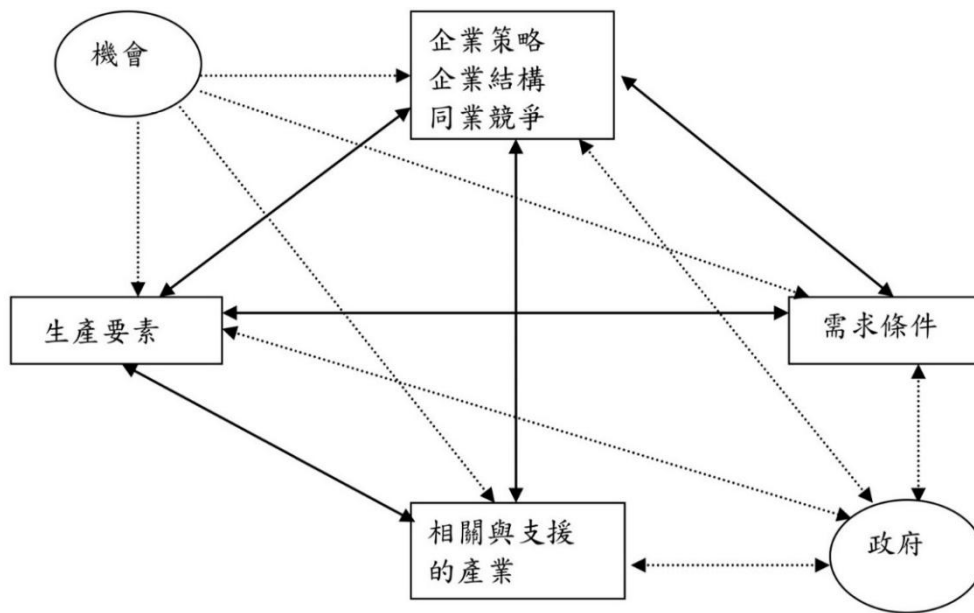 機會
企業策略
企業結構
同業競爭
生產要素
需求條件
相關與支援
的產業
政府